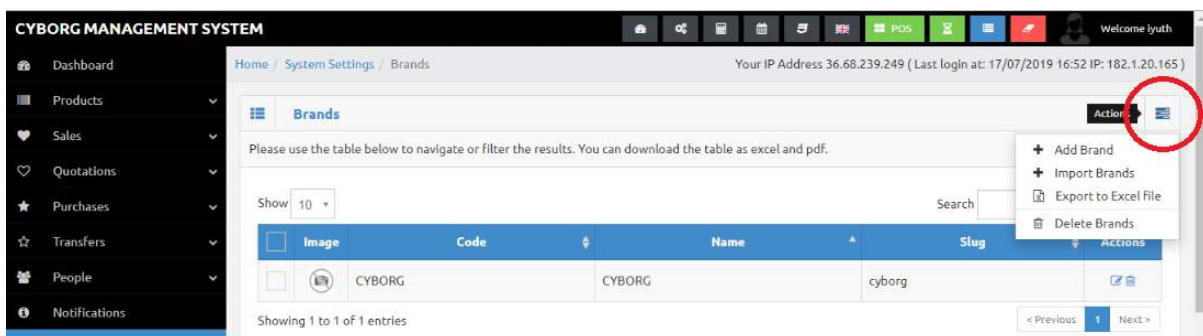 CYBORG MANAGEMENT SYSTEM POS Welcome iyuth
Dashboard
Products
Sales
Quotations
Purchases
Transfers
People
Notifications
Home / System Settings / Brands Your IP Address 36.68.239.249 ( Last login at: 17/07/2019 16:52 IP: 182.1.20.165 )
Brands
Please use the table below to navigate or filter the results. You can download the table as excel and pdf.
Add Brand
Import Brands
Export to Excel file
Delete Brands
Show 10 Search
Image Code Name Slug Actions
CYBORG CYBORG cyborg
Showing 1 to 1 of 1 entries < Previous 1 Next >